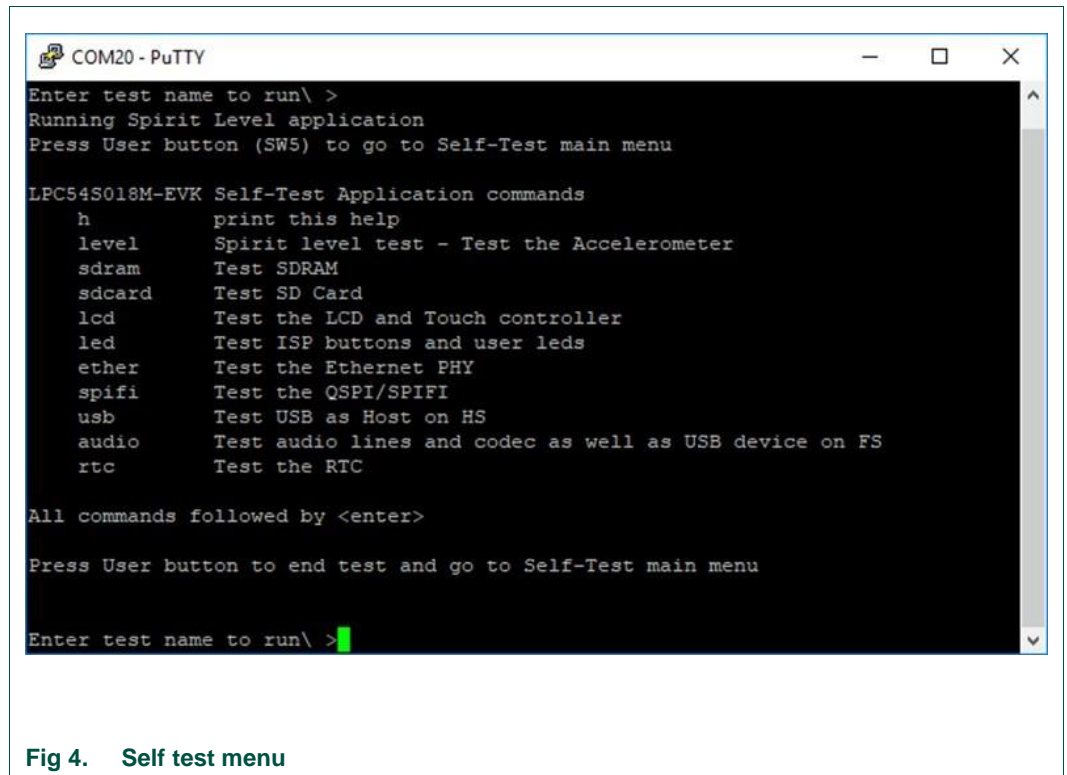 COM20 - PuTTY
Enter test name to run\ >
Running Spirit Level application
Press User button (SW5) to go to Self-Test main menu
LPC54S018M-EVK Self-Test Application commands
h print this help
level Spirit level test - Test the Accelerometer
sdram Test SDRAM
sdcard Test SD Card
lcd Test the LCD and Touch controller
led Test ISP buttons and user leds
ether Test the Ethernet PHY
spifi Test the QSPI/SPIFI
usb Test USB as Host on HS
audio Test audio lines and codec as well as USB device on FS
rtc Test the RTC
All commands followed by <enter>
Press User button to end test and go to Self-Test main menu
Enter test name to run\ >
Fig 4. Self test menu